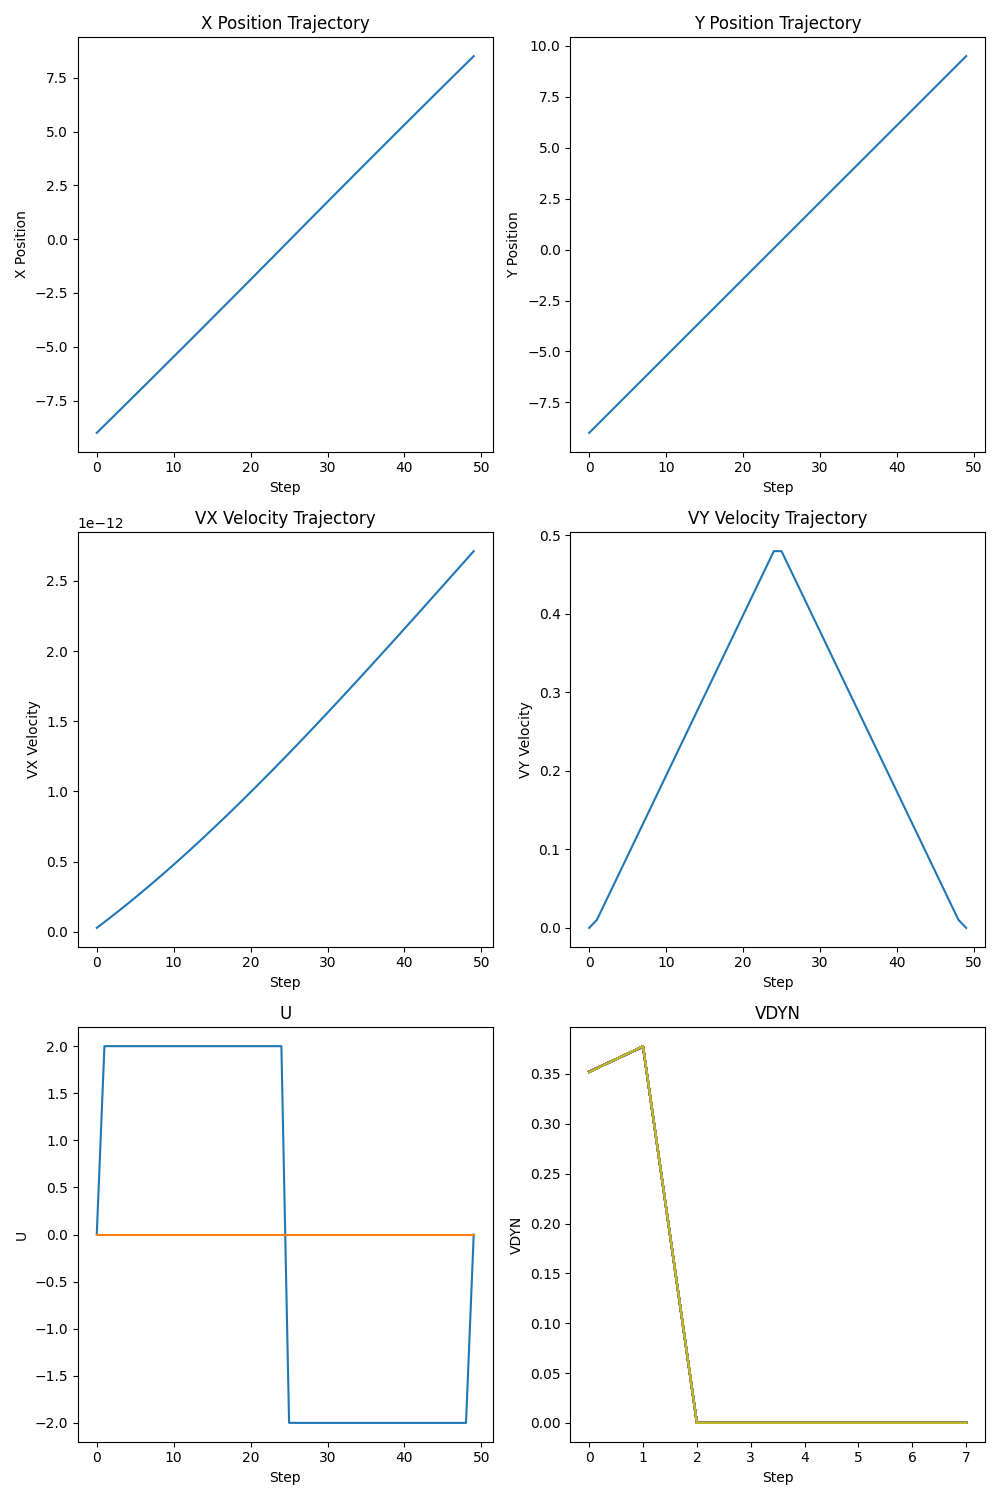 X Position Trajectory
Y Position Trajectory
10.0
7.5
7.5
5.0
5.0
2.5
2.5
0.0
0.0
−2.5
−2.5
−5.0
−5.0
−7.5
−7.5
X Position
Y Position
0 10 20 30 40 50
0 10 20 30 40 50
Step
Step
1e−12
VX Velocity Trajectory
VY Velocity Trajectory
2.5
2.0
1.5
1.0
0.5
0.0
VX Velocity
0.5
0.4
0.3
0.2
0.1
0.0
VY Velocity
0 10 20 30 40 50
0 10 20 30 40 50
Step
Step
U
VDYN
2.0
1.5
1.0
0.5
0.0
−0.5
−1.0
−1.5
−2.0
U
0.35
0.30
0.25
0.20
0.15
0.10
0.05
0.00
VDYN
0 10 20 30 40 50
0 1 2 3 4 5 6 7
Step
Step